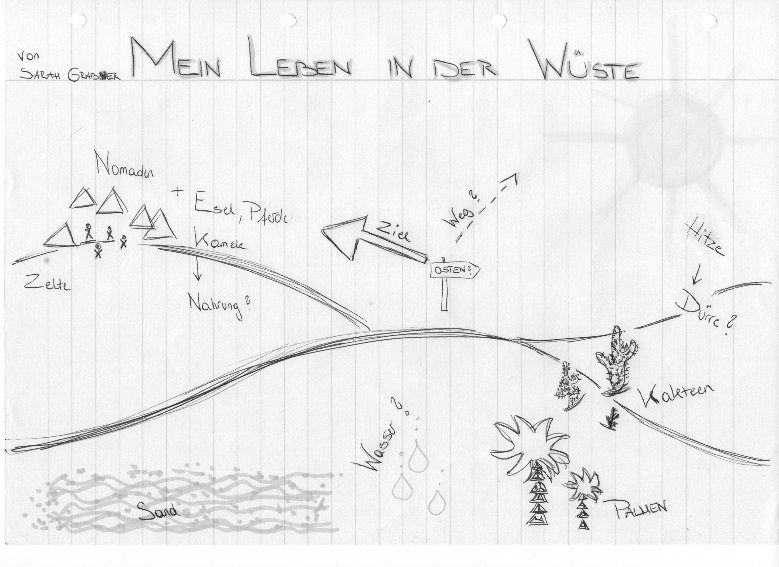 von
SARAH GRABNER
MEIN LEBEN IN DER WÜSTE
Nomaden
+ Esel, Pferde
Kamele
Zelte
Nahrung?
Ziel
Weg?
OSTEN?
Hitze
Dürre?
Kakteen
Wasser?
Sand
PALMEN